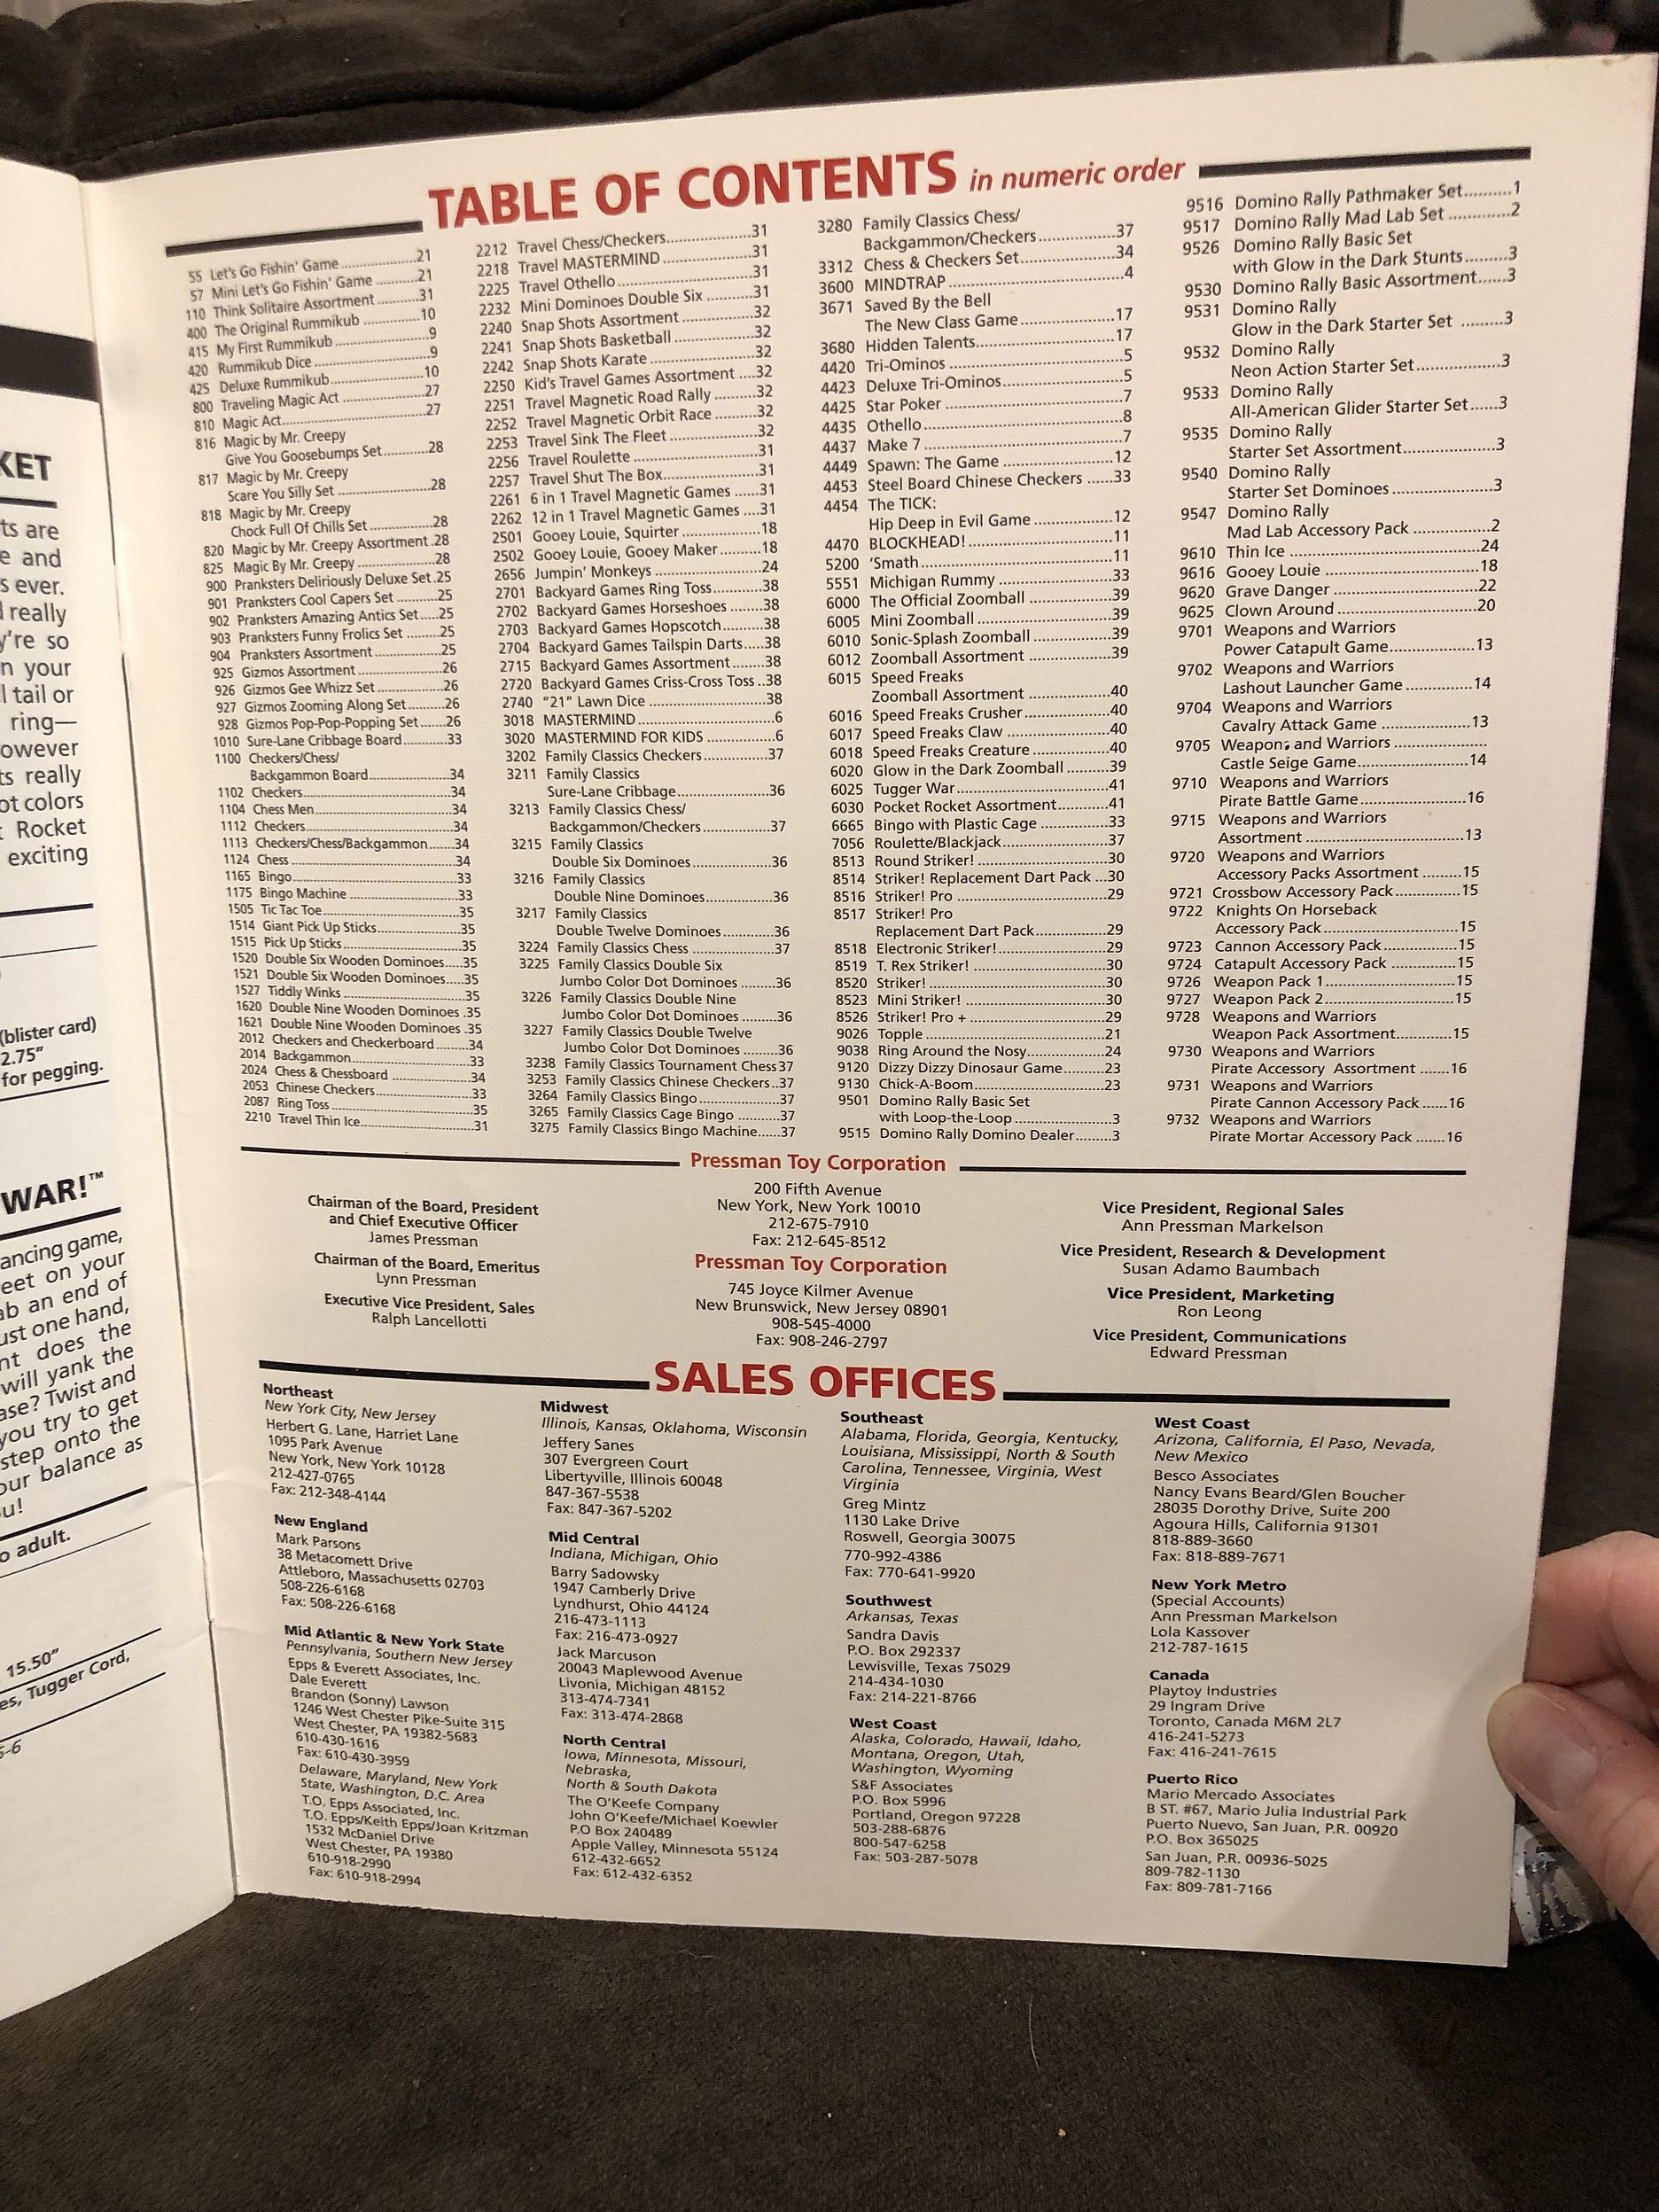 KET
ts are
e and
s ever.
really
y're so
n your
l tail or
ring—
owever
ts really
ot colors
Rocket
exciting
(blister card)
2.75"
for pegging.
WAR!™
ancing game,
eet on your
ab an end of
ust one hand,
nt does the
will yank the
ase? Twist and
you try to get
step onto the
our balance as
u!
o adult.
15.50"
es, Tugger Cord,
5-6
TABLE OF CONTENTS in numeric order
55 Let's Go Fishin' Game....................21
57 Mini Let's Go Fishin' Game ..........21
110 Think Solitaire Assortment ..........31
400 The Original Rummikub ..............10
415 My First Rummikub .....................9
420 Rummikub Dice ...........................9
425 Deluxe Rummikub.......................10
800 Traveling Magic Act ....................27
810 Magic Act....................................27
816 Magic by Mr. Creepy
Give You Goosebumps Set...........28
817 Magic by Mr. Creepy
Scare You Silly Set .......................28
818 Magic by Mr. Creepy
Chock Full Of Chills Set ................28
820 Magic by Mr. Creepy Assortment .28
825 Magic By Mr. Creepy ...................28
900 Pranksters Deliriously Deluxe Set .25
901 Pranksters Cool Capers Set ..........25
902 Pranksters Amazing Antics Set.....25
903 Pranksters Funny Frolics Set ........25
904 Pranksters Assortment ................25
925 Gizmos Assortment .....................26
926 Gizmos Gee Whizz Set ................26
927 Gizmos Zooming Along Set .........26
928 Gizmos Pop-Pop-Popping Set.......26
1010 Sure-Lane Cribbage Board...........33
1100 Checkers/Chess/
Backgammon Board....................34
1102 Checkers.....................................34
1104 Chess Men..................................34
1112 Checkers.....................................34
1113 Checkers/Chess/Backgammon.......34
1124 Chess..........................................34
1165 Bingo..........................................33
1175 Bingo Machine ............................33
1505 Tic Tac Toe..................................35
1514 Giant Pick Up Sticks.....................35
1515 Pick Up Sticks..............................35
1520 Double Six Wooden Dominoes.....35
1521 Double Six Wooden Dominoes.....35
1527 Tiddly Winks ...............................35
1620 Double Nine Wooden Dominoes .35
1621 Double Nine Wooden Dominoes .35
2012 Checkers and Checkerboard.........34
2014 Backgammon..............................33
2024 Chess & Chessboard ...................34
2053 Chinese Checkers........................33
2087 Ring Toss ....................................35
2210 Travel Thin Ice.............................31
2212 Travel Chess/Checkers.....................31
2218 Travel MASTERMIND ......................31
2225 Travel Othello.................................31
2232 Mini Dominoes Double Six ............31
2240 Snap Shots Assortment .................32
2241 Snap Shots Basketball ...................32
2242 Snap Shots Karate ........................32
2250 Kid's Travel Games Assortment ....32
2251 Travel Magnetic Road Rally ..........32
2252 Travel Magnetic Orbit Race ..........32
2253 Travel Sink The Fleet ....................32
2256 Travel Roulette .............................31
2257 Travel Shut The Box......................31
2261 6 in 1 Travel Magnetic Games ......31
2262 12 in 1 Travel Magnetic Games ....31
2501 Gooey Louie, Squirter...................18
2502 Gooey Louie, Gooey Maker ..........18
2656 Jumpin' Monkeys .........................24
2701 Backyard Games Ring Toss............38
2702 Backyard Games Horseshoes ........38
2703 Backyard Games Hopscotch..........38
2704 Backyard Games Tailspin Darts.....38
2715 Backyard Games Assortment........38
2720 Backyard Games Criss-Cross Toss ..38
2740 "21" Lawn Dice ...........................38
3018 MASTERMIND ...............................6
3020 MASTERMIND FOR KIDS ................6
3202 Family Classics Checkers................37
3211 Family Classics
Sure-Lane Cribbage......................36
3213 Family Classics Chess/
Backgammon/Checkers ................37
3215 Family Classics
Double Six Dominoes....................36
3216 Family Classics
Double Nine Dominoes.................36
3217 Family Classics
Double Twelve Dominoes.............36
3224 Family Classics Chess ....................37
3225 Family Classics Double Six
Jumbo Color Dot Dominoes .........36
3226 Family Classics Double Nine
Jumbo Color Dot Dominoes .........36
3227 Family Classics Double Twelve
Jumbo Color Dot Dominoes .........36
3238 Family Classics Tournament Chess37
3253 Family Classics Chinese Checkers..37
3264 Family Classics Bingo ....................37
3265 Family Classics Cage Bingo ..........37
3275 Family Classics Bingo Machine......37
3280 Family Classics Chess/
Backgammon/Checkers................37
3312 Chess & Checkers Set....................34
3600 MINDTRAP ....................................4
3671 Saved By the Bell
The New Class Game....................17
3680 Hidden Talents..............................17
4420 Tri-Ominos .....................................5
4423 Deluxe Tri-Ominos..........................5
4425 Star Poker ......................................7
4435 Othello...........................................8
4437 Make 7 ..........................................7
4449 Spawn: The Game .......................12
4453 Steel Board Chinese Checkers ......33
4454 The TICK:
Hip Deep in Evil Game .................12
4470 BLOCKHEAD!................................11
5200 'Smath..........................................11
5551 Michigan Rummy .........................33
6000 The Official Zoomball ...................39
6005 Mini Zoomball..............................39
6010 Sonic-Splash Zoomball .................39
6012 Zoomball Assortment ..................39
6015 Speed Freaks
Zoomball Assortment ..................40
6016 Speed Freaks Crusher...................40
6017 Speed Freaks Claw .......................40
6018 Speed Freaks Creature .................40
6020 Glow in the Dark Zoomball ..........39
6025 Tugger War...................................41
6030 Pocket Rocket Assortment............41
6665 Bingo with Plastic Cage ................33
7056 Roulette/Blackjack........................37
8513 Round Striker!..............................30
8514 Striker! Replacement Dart Pack ...30
8516 Striker! Pro ..................................29
8517 Striker! Pro
Replacement Dart Pack.................29
8518 Electronic Striker!.........................29
8519 T. Rex Striker! ..............................30
8520 Striker! .........................................30
8523 Mini Striker! ................................30
8526 Striker! Pro + ...............................29
9026 Topple ..........................................21
9038 Ring Around the Nosy..................24
9120 Dizzy Dizzy Dinosaur Game..........23
9130 Chick-A-Boom..............................23
9501 Domino Rally Basic Set
with Loop-the-Loop .......................3
9515 Domino Rally Domino Dealer.........3
9516 Domino Rally Pathmaker Set..........1
9517 Domino Rally Mad Lab Set .............2
9526 Domino Rally Basic Set
with Glow in the Dark Stunts.........3
9530 Domino Rally Basic Assortment......3
9531 Domino Rally
Glow in the Dark Starter Set .........3
9532 Domino Rally
Neon Action Starter Set.................3
9533 Domino Rally
All-American Glider Starter Set......3
9535 Domino Rally
Starter Set Assortment...................3
9540 Domino Rally
Starter Set Dominoes .....................3
9547 Domino Rally
Mad Lab Accessory Pack ................2
9610 Thin Ice ........................................24
9616 Gooey Louie .................................18
9620 Grave Danger ...............................22
9625 Clown Around .............................20
9701 Weapons and Warriors
Power Catapult Game...................13
9702 Weapons and Warriors
Lashout Launcher Game ..............14
9704 Weapons and Warriors
Cavalry Attack Game ....................13
9705 Weapons and Warriors ...................
Castle Seige Game........................14
9710 Weapons and Warriors
Pirate Battle Game........................16
9715 Weapons and Warriors
Assortment ..................................13
9720 Weapons and Warriors
Accessory Packs Assortment .........15
9721 Crossbow Accessory Pack..............15
9722 Knights On Horseback
Accessory Pack..............................15
9723 Cannon Accessory Pack................15
9724 Catapult Accessory Pack ..............15
9726 Weapon Pack 1.............................15
9727 Weapon Pack 2.............................15
9728 Weapons and Warriors
Weapon Pack Assortment.............15
9730 Weapons and Warriors
Pirate Accessory Assortment .......16
9731 Weapons and Warriors
Pirate Cannon Accessory Pack ......16
9732 Weapons and Warriors
Pirate Mortar Accessory Pack .......16
Pressman Toy Corporation
Chairman of the Board, President
and Chief Executive Officer
James Pressman
Chairman of the Board, Emeritus
Lynn Pressman
Executive Vice President, Sales
Ralph Lancellotti
200 Fifth Avenue
New York, New York 10010
212-675-7910
Fax: 212-645-8512
Pressman Toy Corporation
745 Joyce Kilmer Avenue
New Brunswick, New Jersey 08901
908-545-4000
Fax: 908-246-2797
Vice President, Regional Sales
Ann Pressman Markelson
Vice President, Research & Development
Susan Adamo Baumbach
Vice President, Marketing
Ron Leong
Vice President, Communications
Edward Pressman
SALES OFFICES
Northeast
New York City, New Jersey
Herbert G. Lane, Harriet Lane
1095 Park Avenue
New York, New York 10128
212-427-0765
Fax: 212-348-4144
New England
Mark Parsons
38 Metacomett Drive
Attleboro, Massachusetts 02703
508-226-6168
Fax: 508-226-6168
Mid Atlantic & New York State
Pennsylvania, Southern New Jersey
Epps & Everett Associates, Inc.
Dale Everett
Brandon (Sonny) Lawson
1246 West Chester Pike-Suite 315
West Chester, PA 19382-5683
610-430-1616
Fax: 610-430-3959
Delaware, Maryland, New York
State, Washington, D.C. Area
T.O. Epps Associated, Inc.
T.O. Epps/Keith Epps/Joan Kritzman
1532 McDaniel Drive
West Chester, PA 19380
610-918-2990
Fax: 610-918-2994
Midwest
Illinois, Kansas, Oklahoma, Wisconsin
Jeffery Sanes
307 Evergreen Court
Libertyville, Illinois 60048
847-367-5538
Fax: 847-367-5202
Mid Central
Indiana, Michigan, Ohio
Barry Sadowsky
1947 Camberly Drive
Lyndhurst, Ohio 44124
216-473-1113
Fax: 216-473-0927
Jack Marcuson
20043 Maplewood Avenue
Livonia, Michigan 48152
313-474-7341
Fax: 313-474-2868
North Central
Iowa, Minnesota, Missouri,
Nebraska,
North & South Dakota
The O'Keefe Company
John O'Keefe/Michael Koewler
P.O Box 240489
Apple Valley, Minnesota 55124
612-432-6652
Fax: 612-432-6352
Southeast
Alabama, Florida, Georgia, Kentucky,
Louisiana, Mississippi, North & South
Carolina, Tennessee, Virginia, West
Virginia
Greg Mintz
1130 Lake Drive
Roswell, Georgia 30075
770-992-4386
Fax: 770-641-9920
Southwest
Arkansas, Texas
Sandra Davis
P.O. Box 292337
Lewisville, Texas 75029
214-434-1030
Fax: 214-221-8766
West Coast
Alaska, Colorado, Hawaii, Idaho,
Montana, Oregon, Utah,
Washington, Wyoming
S&F Associates
P.O. Box 5996
Portland, Oregon 97228
503-288-6876
800-547-6258
Fax: 503-287-5078
West Coast
Arizona, California, El Paso, Nevada,
New Mexico
Besco Associates
Nancy Evans Beard/Glen Boucher
28035 Dorothy Drive, Suite 200
Agoura Hills, California 91301
818-889-3660
Fax: 818-889-7671
New York Metro
(Special Accounts)
Ann Pressman Markelson
Lola Kassover
212-787-1615
Canada
Playtoy Industries
29 Ingram Drive
Toronto, Canada M6M 2L7
416-241-5273
Fax: 416-241-7615
Puerto Rico
Mario Mercado Associates
B ST. #67, Mario Julia Industrial Park
Puerto Nuevo, San Juan, P.R. 00920
P.O. Box 365025
San Juan, P.R. 00936-5025
809-782-1130
Fax: 809-781-7166